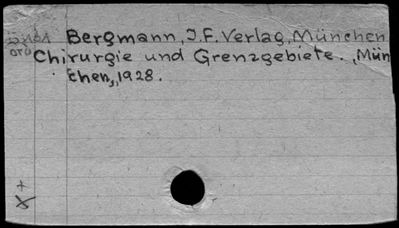 Bergmann, J.F. Verlag, München
Chirurgie und Grenzgebiete., Mün
chen, 1928.